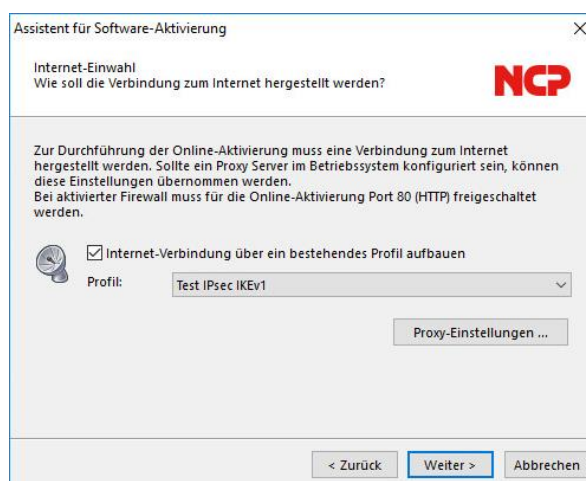 Assistent für Software-Aktivierung
Internet-Einwahl
Wie soll die Verbindung zum Internet hergestellt werden?
NCP
Zur Durchführung der Online-Aktivierung muss eine Verbindung zum Internet
hergestellt werden. Sollte ein Proxy Server im Betriebssystem konfiguriert sein, können
diese Einstellungen übernommen werden.
Bei aktivierter Firewall muss für die Online-Aktivierung Port 80 (HTTP) freigeschaltet
werden.
Internet-Verbindung über ein bestehendes Profil aufbauen
Profil: Test IPsec IKEv1
Proxy-Einstellungen ...
< Zurück Weiter > Abbrechen